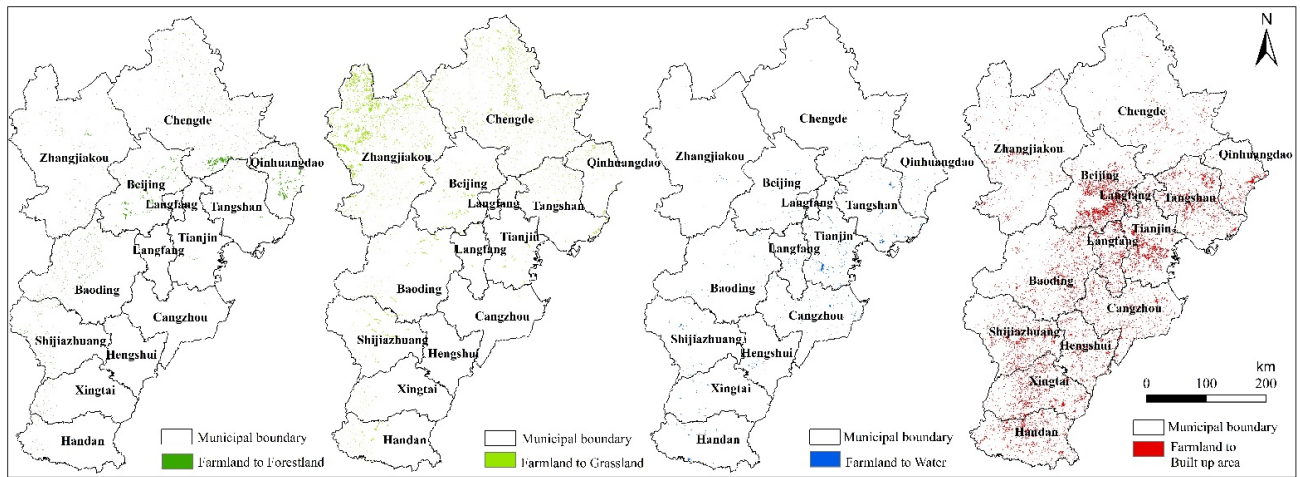 Chengde
Zhangjiakou
Qinhuangdao
Beijing
Langfang
Tangshan
Tianjin
Langfang
Baoding
Cangzhou
Shijiazhuang
Hengshui
Xingtai
Handan
Municipal boundary
Farmland to Forestland
Chengde
Zhangjiakou
Qinhuangdao
Beijing
Langfang
Tangshan
Tianjin
Langfang
Baoding
Cangzhou
Shijiazhuang
Hengshui
Xingtai
Handan
Municipal boundary
Farmland to Grassland
Chengde
Zhangjiakou
Qinhuangdao
Beijing
Langfang
Tangshan
Tianjin
Langfang
Baoding
Cangzhou
Shijiazhuang
Hengshui
Xingtai
Handan
Municipal boundary
Farmland to Water
N
Chengde
Zhangjiakou
Qinhuangdao
Beijing
Langfang
Tangshan
Tianjin
Langfang
Baoding
Cangzhou
Shijiazhuang
Hengshui
Xingtai
Handan
km
0 100 200
Municipal boundary
Farmland to
Built up area